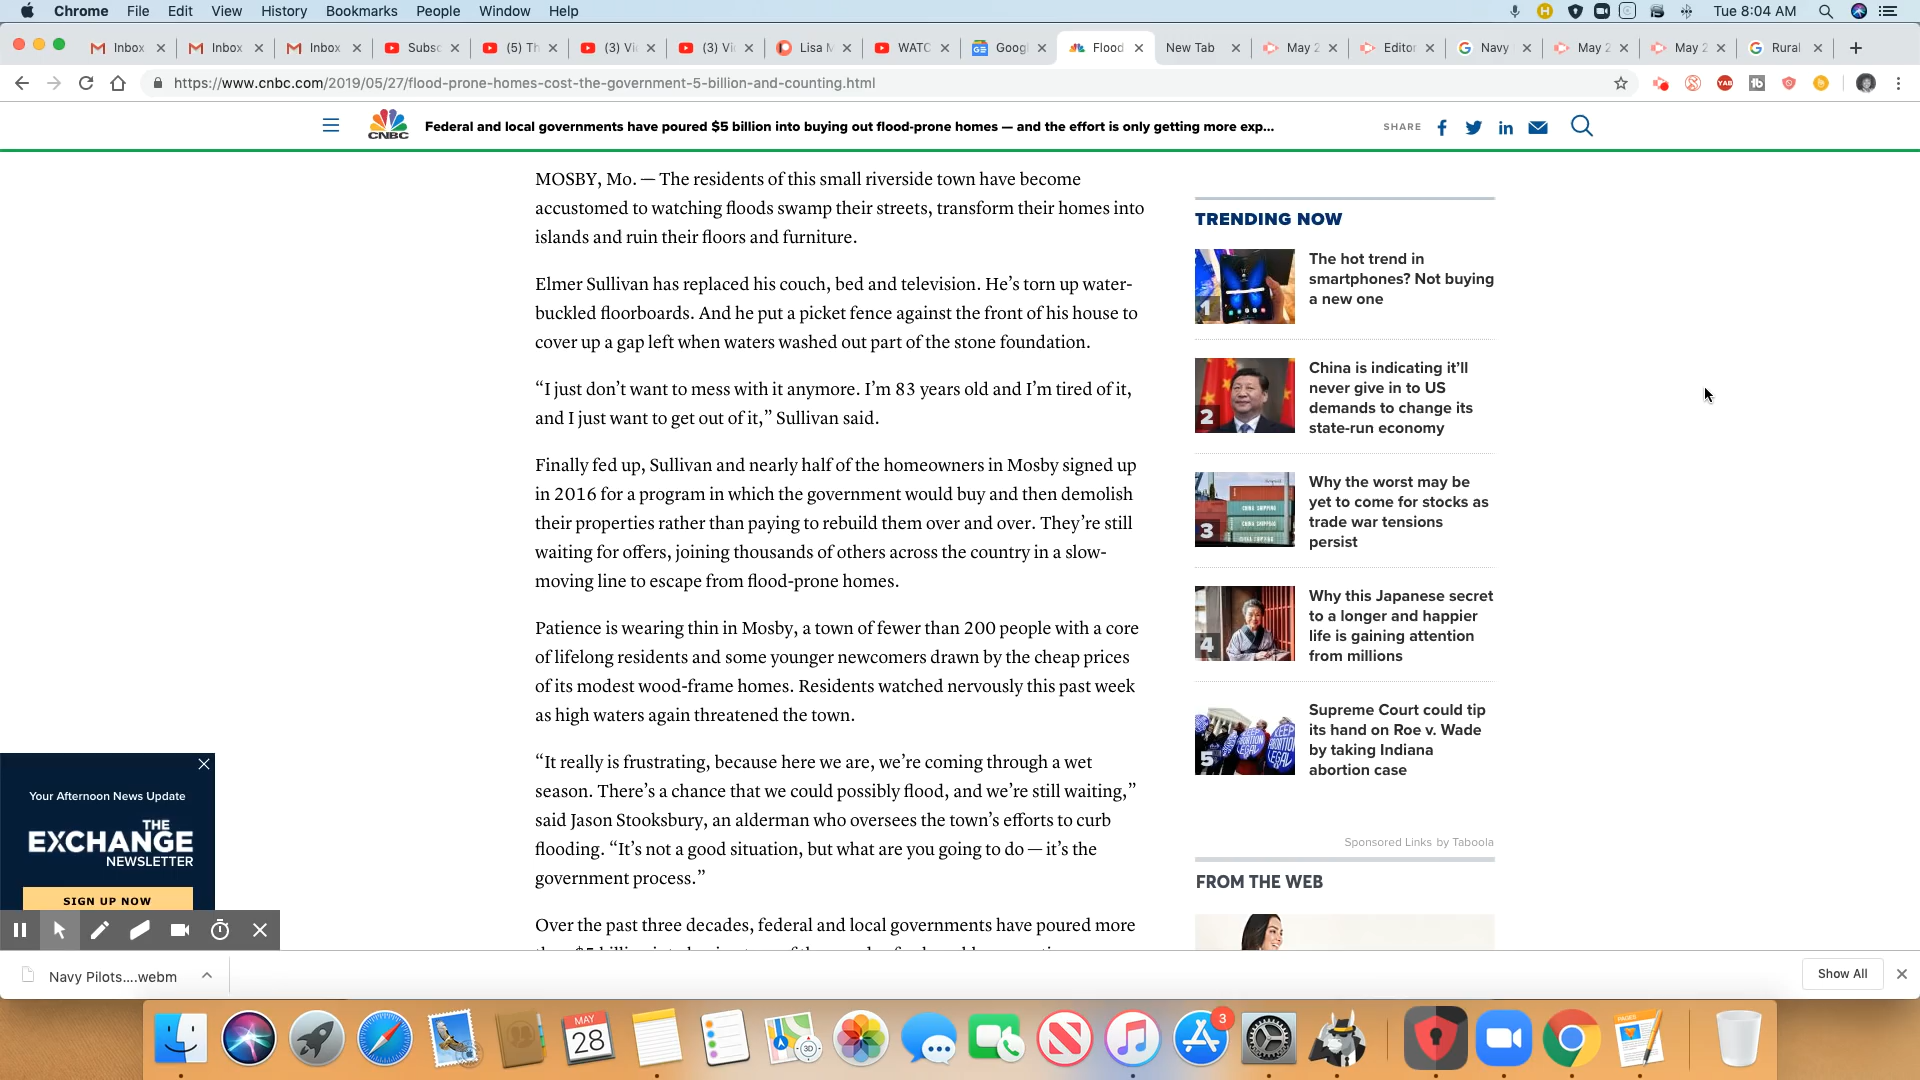 Chrome File Edit View History Bookmarks People Window Help Tue 8:04 AM
Inbox Inbox Inbox Subsc (5) Th (3) Vi (3) Vi Lisa M WATC Googl Flood New Tab May 2 Editor Navy May 2 May 2 Rural
https://www.cnbc.com/2019/05/27/flood-prone-homes-cost-the-government-5-billion-and-counting.html
CNBC
Federal and local governments have poured $5 billion into buying out flood-prone homes — and the effort is only getting more exp...
SHARE
MOSBY, Mo. — The residents of this small riverside town have become
accustomed to watching floods swamp their streets, transform their homes into
islands and ruin their floors and furniture.
Elmer Sullivan has replaced his couch, bed and television. He’s torn up water-
buckled floorboards. And he put a picket fence against the front of his house to
cover up a gap left when waters washed out part of the stone foundation.
“I just don’t want to mess with it anymore. I’m 83 years old and I’m tired of it,
and I just want to get out of it,” Sullivan said.
Finally fed up, Sullivan and nearly half of the homeowners in Mosby signed up
in 2016 for a program in which the government would buy and then demolish
their properties rather than paying to rebuild them over and over. They’re still
waiting for offers, joining thousands of others across the country in a slow-
moving line to escape from flood-prone homes.
Patience is wearing thin in Mosby, a town of fewer than 200 people with a core
of lifelong residents and some younger newcomers drawn by the cheap prices
of its modest wood-frame homes. Residents watched nervously this past week
as high waters again threatened the town.
“It really is frustrating, because here we are, we’re coming through a wet
season. There’s a chance that we could possibly flood, and we’re still waiting,”
said Jason Stooksbury, an alderman who oversees the town’s efforts to curb
flooding. “It’s not a good situation, but what are you going to do — it’s the
government process.”
Over the past three decades, federal and local governments have poured more
TRENDING NOW
1
The hot trend in
smartphones? Not buying
a new one
2
China is indicating it’ll
never give in to US
demands to change its
state-run economy
3
CHINA SHIPPING
CHINA SHIPPING
Why the worst may be
yet to come for stocks as
trade war tensions
persist
4
Why this Japanese secret
to a longer and happier
life is gaining attention
from millions
5
KEEP
ABORTION
LEGAL
Supreme Court could tip
its hand on Roe v. Wade
by taking Indiana
abortion case
Sponsored Links by Taboola
FROM THE WEB
Your Afternoon News Update
THE
EXCHANGE
NEWSLETTER
SIGN UP NOW
Navy Pilots....webm
Show All
MAY
28
3D
3
PAGES